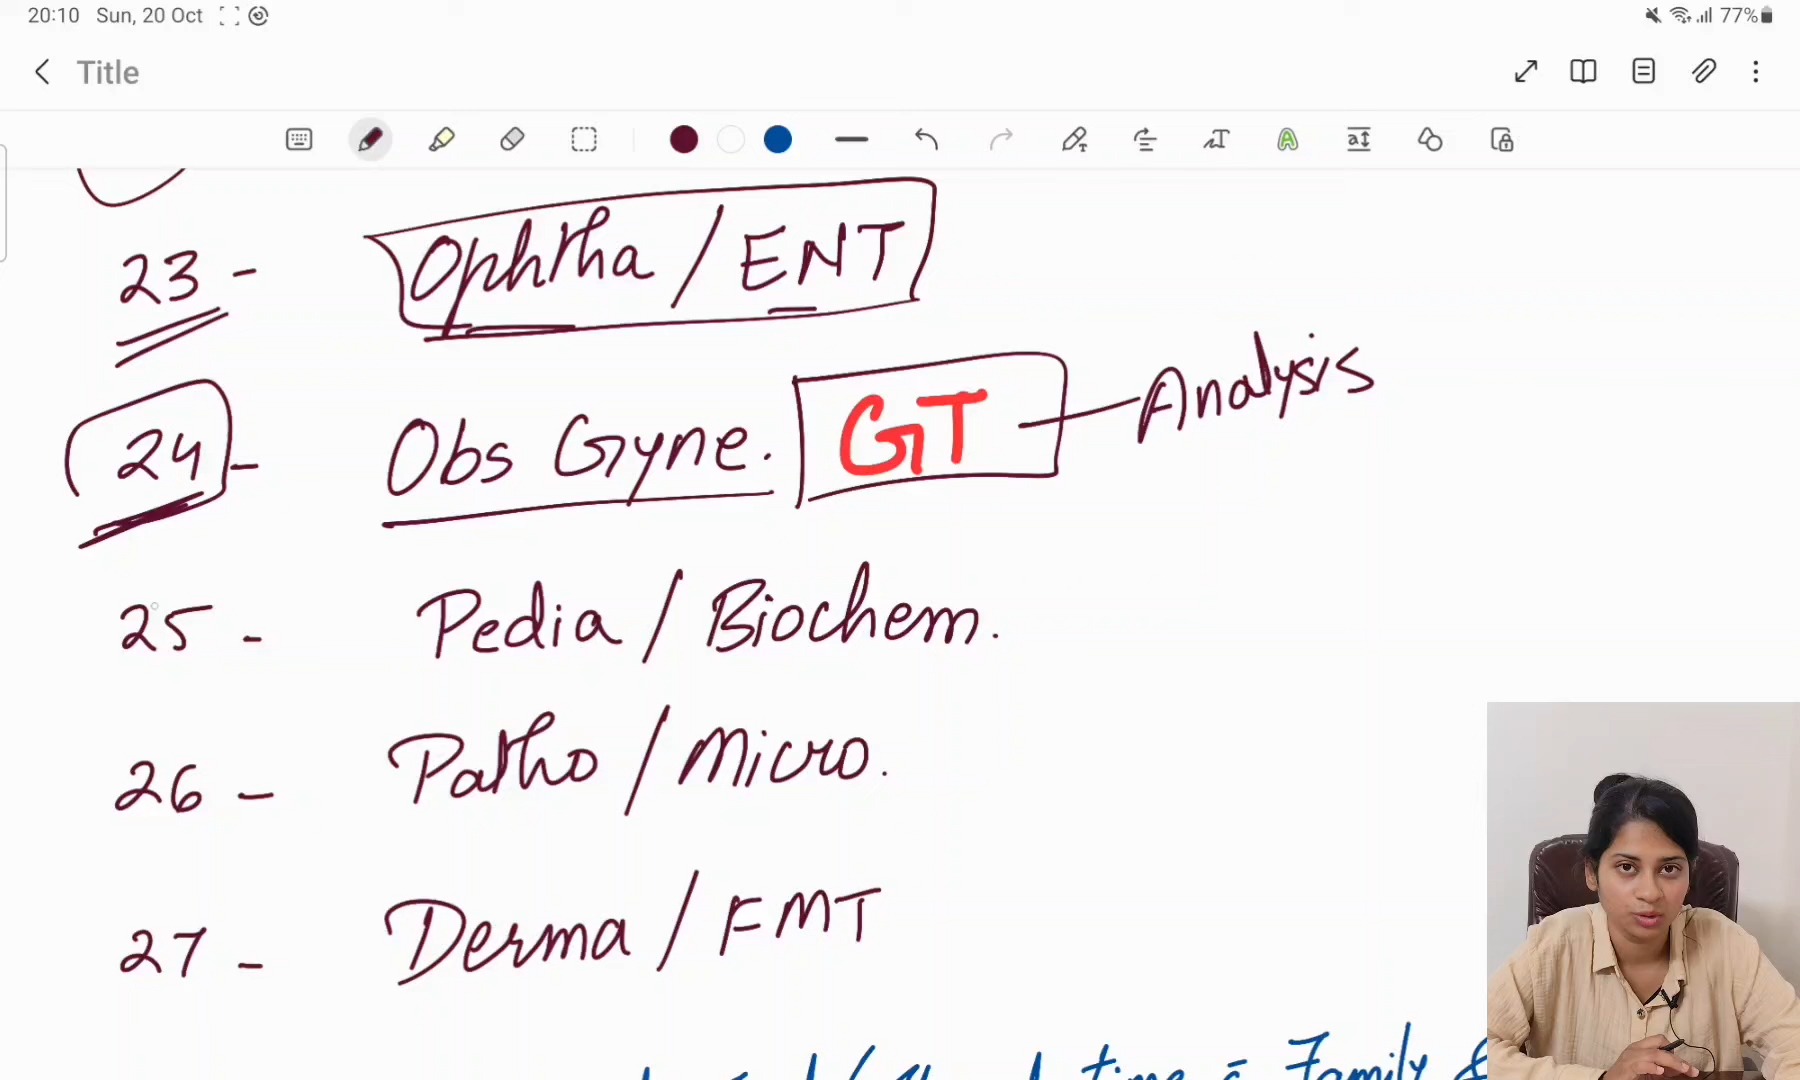 20:10 Sun, 20 Oct 77%
Title
23 - Ophtha / ENT
24 - Obs Gyne. GT - Analysis
25 - Pedia / Biochem.
26 - Patho / Micro.
27 - Derma / FMT
time = Family &